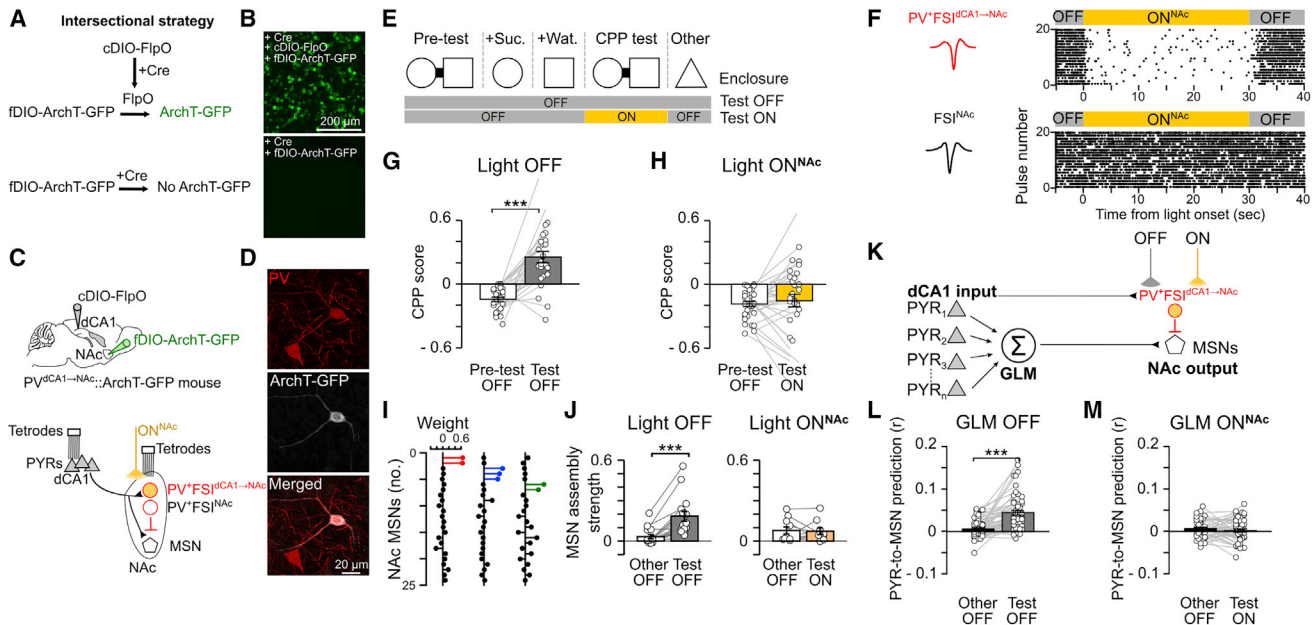 A
Intersectional strategy
cDIO-FlpO
+Cre
FlpO
fDIO-ArchT-GFP
ArchT-GFP
+Cre
fDIO-ArchT-GFP
No ArchT-GFP
B
+ Cre
+ cDIO-FlpO
+ fDIO-ArchT-GFP
200 µm
+ Cre
+ fDIO-ArchT-GFP
C
cDIO-FlpO
dCA1
fDIO-ArchT-GFP
NAc
PV^dCA1→NAc::ArchT-GFP mouse
Tetrodes
ON^NAc
Tetrodes
PYRs
dCA1
PV⁺FSI^dCA1→NAc
PV⁺FSI^NAc
MSN
NAc
D
PV
ArchT-GFP
Merged
20 µm
E
Pre-test +Suc. +Wat. CPP test Other
Enclosure
OFF Test OFF
OFF ON OFF Test ON
F
PV⁺FSI^dCA1→NAc
OFF ON^NAc OFF
20
0
0 10 20 30 40
FSI^NAc
OFF ON^NAc OFF
20
0
Pulse number
0 10 20 30 40
Time from light onset (sec)
G
Light OFF
***
0.6
0
- 0.6
CPP score
Pre-test Test
OFF OFF
H
Light ON^NAc
0.6
0
- 0.6
CPP score
Pre-test Test
OFF ON
I
Weight
0 0.6
0
25
NAc MSNs (no.)
J
Light OFF
***
0.6
0
MSN assembly
strength
Other Test
OFF OFF
Light ON^NAc
0.6
0
Other Test
OFF ON
K
OFF ON
dCA1 input
PV⁺FSI^dCA1→NAc
PYR₁
PYR₂
PYR₃
PYRₙ
Σ
GLM
MSNs
NAc output
L
GLM OFF
***
0.2
0.1
0
- 0.1
PYR-to-MSN prediction (r)
Other Test
OFF OFF
M
GLM ON^NAc
0.2
0.1
0
- 0.1
PYR-to-MSN prediction (r)
Other Test
OFF ON